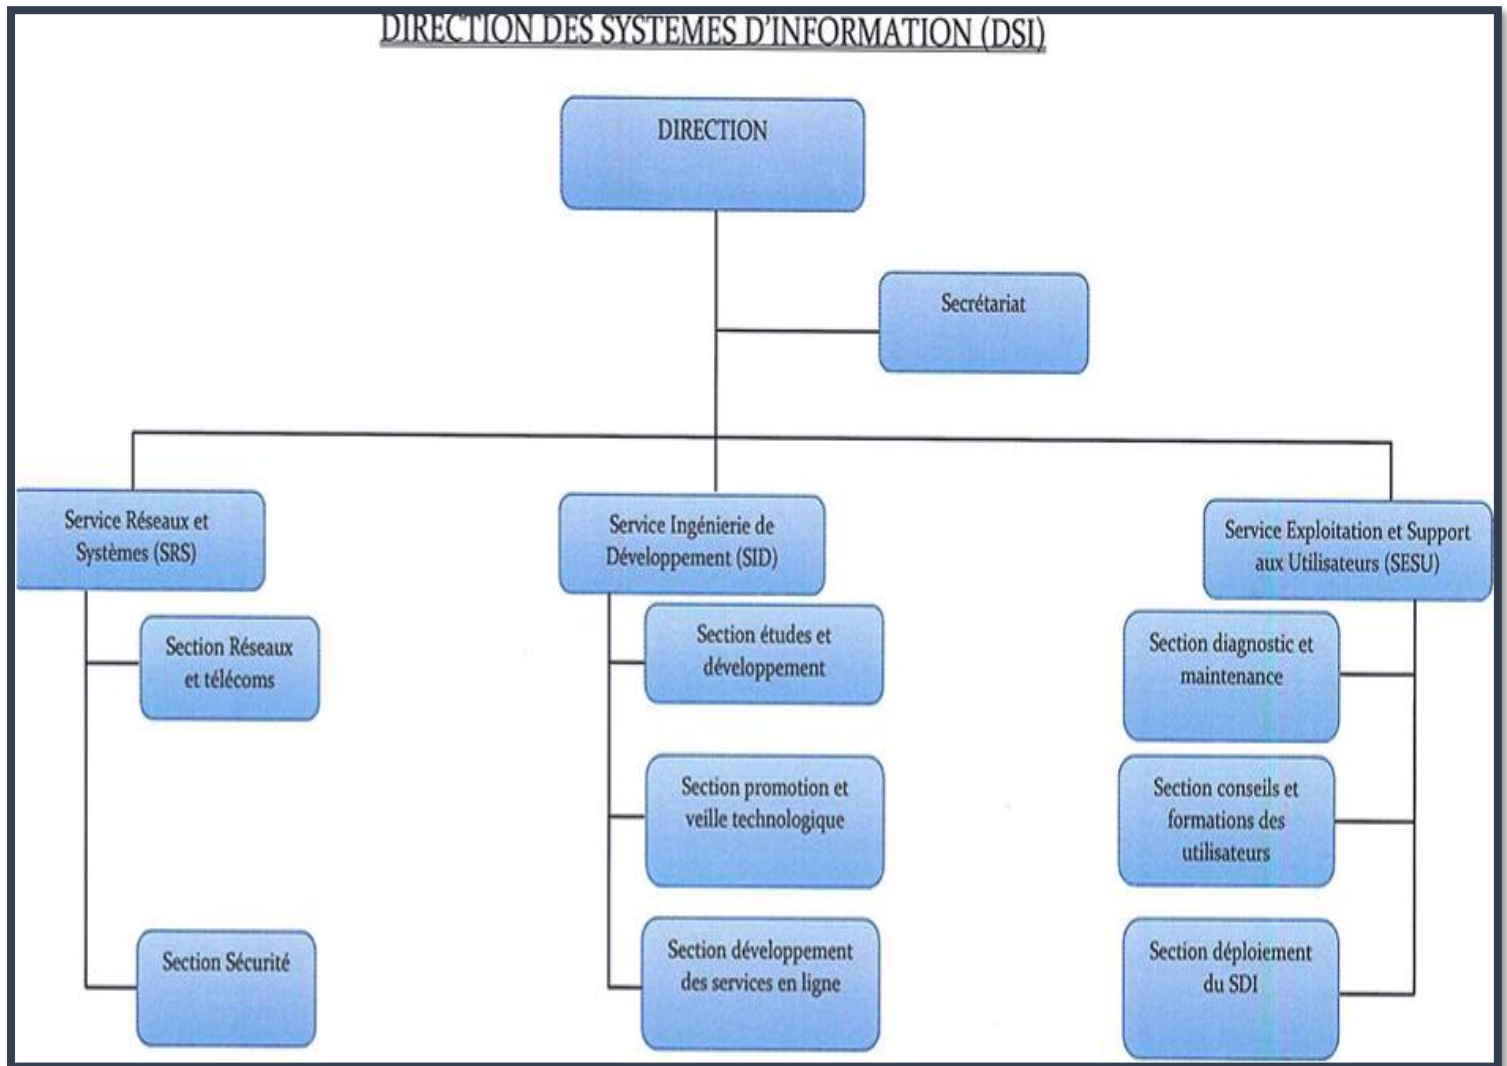 DIRECTION DES SYSTEMES D'INFORMATION (DSI)
DIRECTION
Secrétariat
Service Réseaux et
Systèmes (SRS)
Section Réseaux
et télécoms
Section Sécurité
Service Ingénierie de
Développement (SID)
Section études et
développement
Section promotion et
veille technologique
Section développement
des services en ligne
Service Exploitation et Support
aux Utilisateurs (SESU)
Section diagnostic et
maintenance
Section conseils et
formations des
utilisateurs
Section déploiement
du SDI